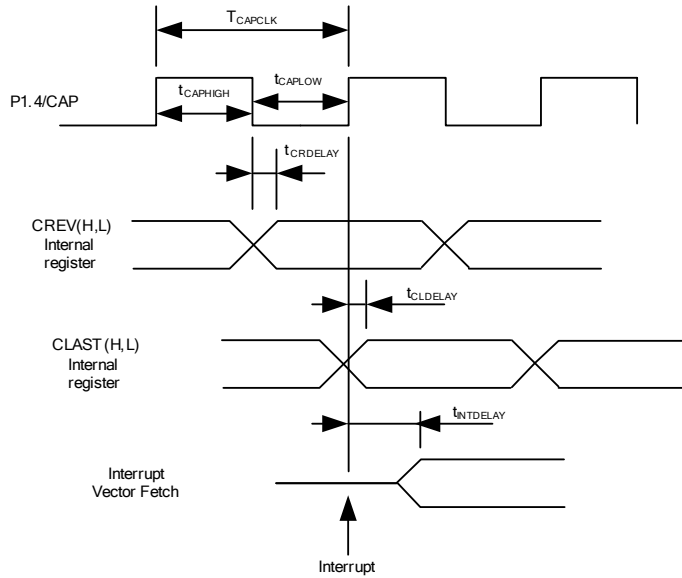 TCAPCLK
tCAPHIGH
tCAPLOW
P1.4/CAP
tCRDELAY
CREV(H,L)
Internal
register
tCLDELAY
CLAST (H,L)
Internal
register
tINTDELAY
Interrupt
Vector Fetch
Interrupt